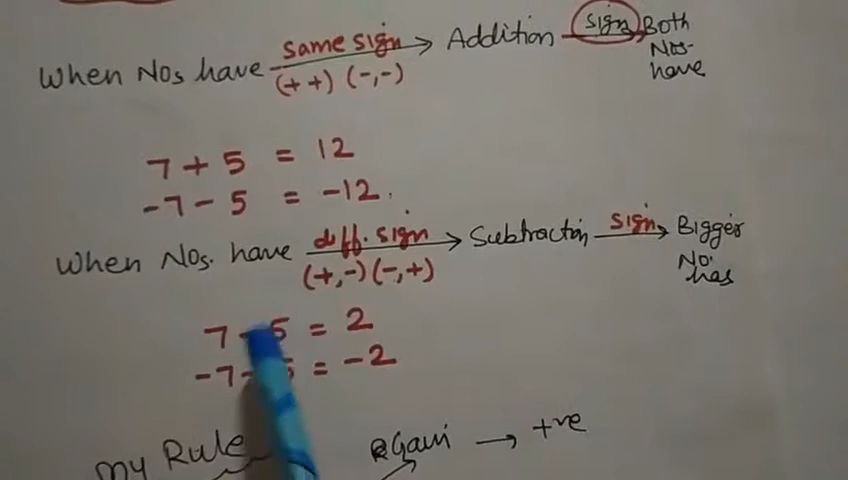 When Nos have same sign → Addition sign → Both
(+ +) (-,-) Nos.
have
7 + 5 = 12
-7 - 5 = -12.
When Nos. have diff. sign → Subtraction sign → Bigger
(+,-) (-,+) No.
has
7 - 5 = 2
-7 - 5 = -2
My Rule Gain → +ve